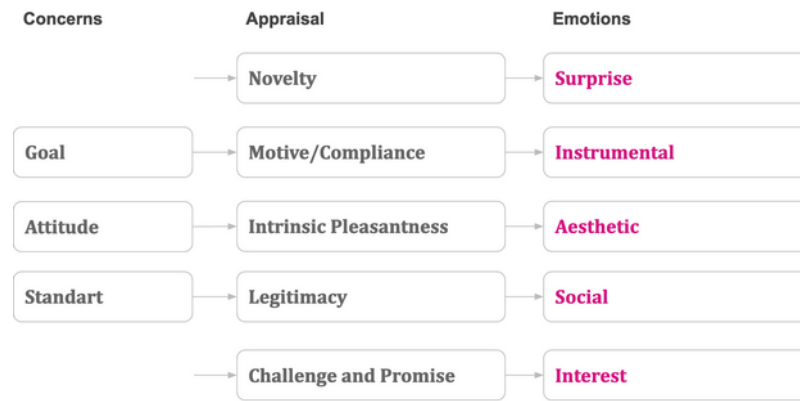 Concerns Appraisal Emotions
Novelty Surprise
Goal Motive/Compliance Instrumental
Attitude Intrinsic Pleasantness Aesthetic
Standart Legitimacy Social
Challenge and Promise Interest